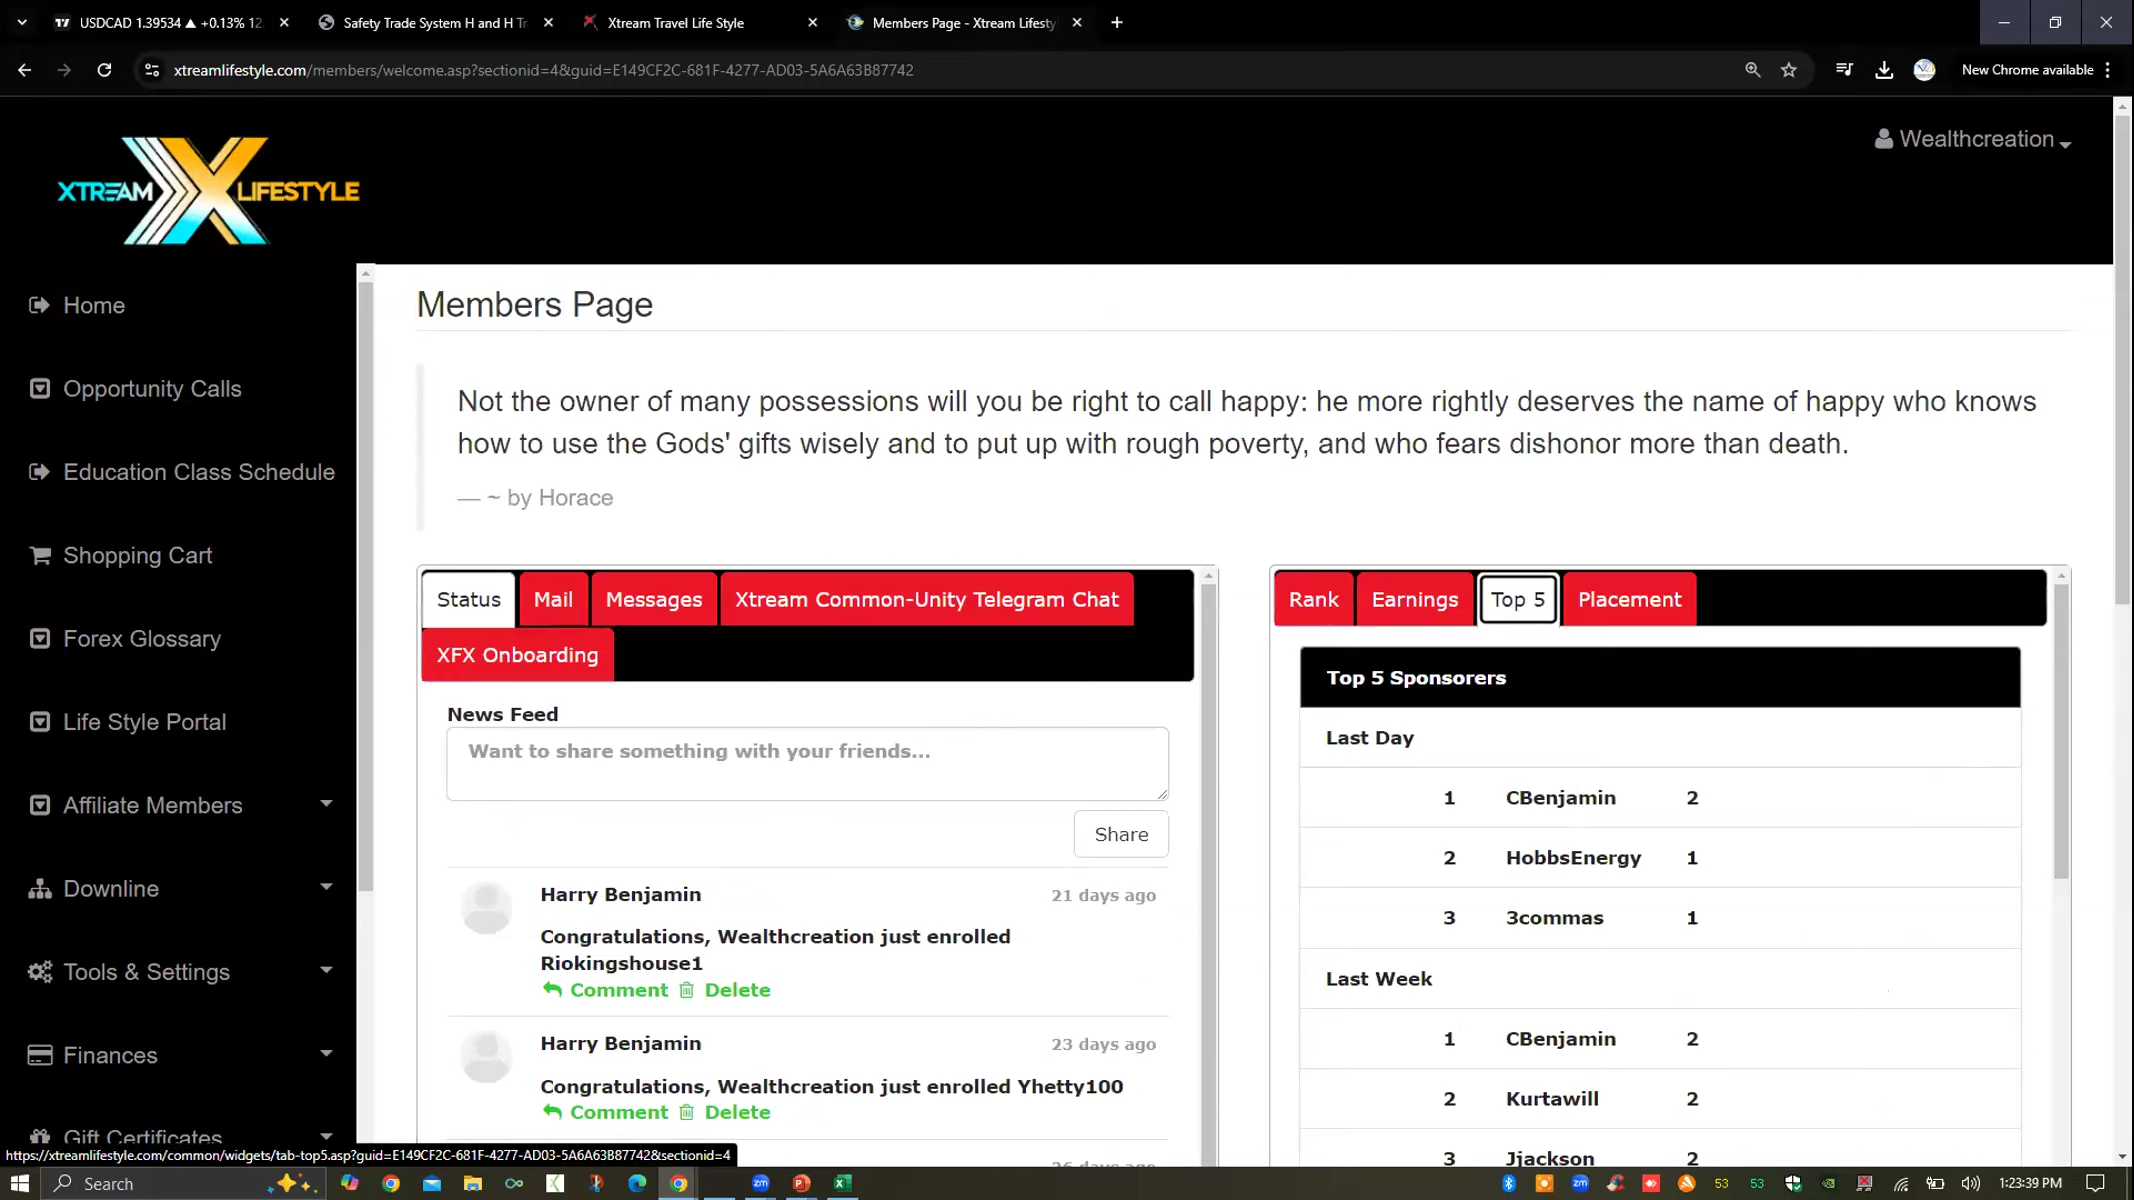 USDCAD 1.39534 ▲ +0.13% 12.
Safety Trade System H and H Tr
Xtream Travel Life Style
Members Page - Xtream Lifesty
xtreamlifestyle.com/members/welcome.asp?sectionid=4&guid=E149CF2C-681F-4277-AD03-5A6A63B87742
New Chrome available
XTREAM LIFESTYLE
Wealthcreation
Home
Opportunity Calls
Education Class Schedule
Shopping Cart
Forex Glossary
Life Style Portal
Affiliate Members
Downline
Tools & Settings
Finances
Gift Certificates
Members Page
Not the owner of many possessions will you be right to call happy: he more rightly deserves the name of happy who knows
how to use the Gods' gifts wisely and to put up with rough poverty, and who fears dishonor more than death.
— ~ by Horace
Status Mail Messages Xtream Common-Unity Telegram Chat
XFX Onboarding
News Feed
Want to share something with your friends...
Share
Harry Benjamin 21 days ago
Congratulations, Wealthcreation just enrolled
Riokingshouse1
Comment Delete
Harry Benjamin 23 days ago
Congratulations, Wealthcreation just enrolled Yhetty100
Comment Delete
26 days ago
Rank Earnings Top 5 Placement
Top 5 Sponsorers
Last Day
1 CBenjamin 2
2 HobbsEnergy 1
3 3commas 1
Last Week
1 CBenjamin 2
2 Kurtawill 2
3 Jjackson 2
https://xtreamlifestyle.com/common/widgets/tab-top5.asp?guid=E149CF2C-681F-4277-AD03-5A6A63B87742&sectionid=4
Search
zm
zm
53
53
1:23:39 PM